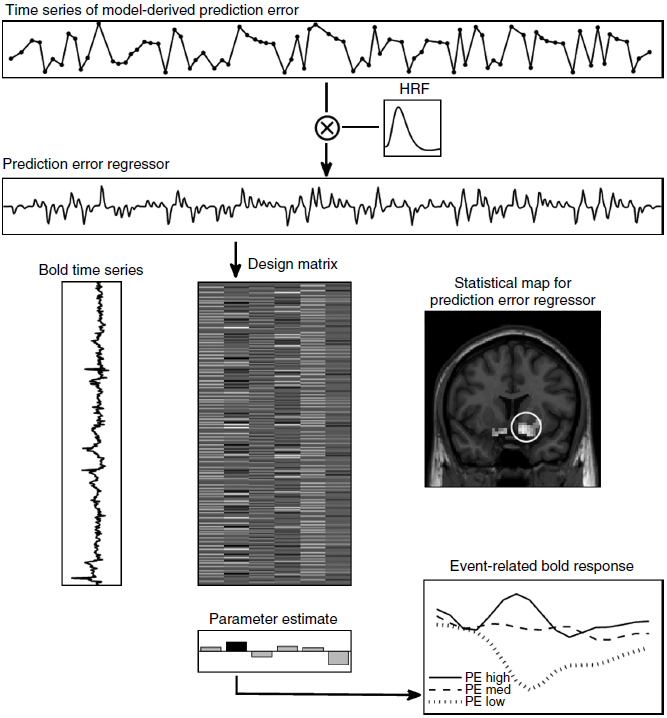 Time series of model-derived prediction error
HRF
Prediction error regressor
Bold time series
Design matrix
Statistical map for
prediction error regressor
Event-related bold response
Parameter estimate
PE high
PE med
PE low